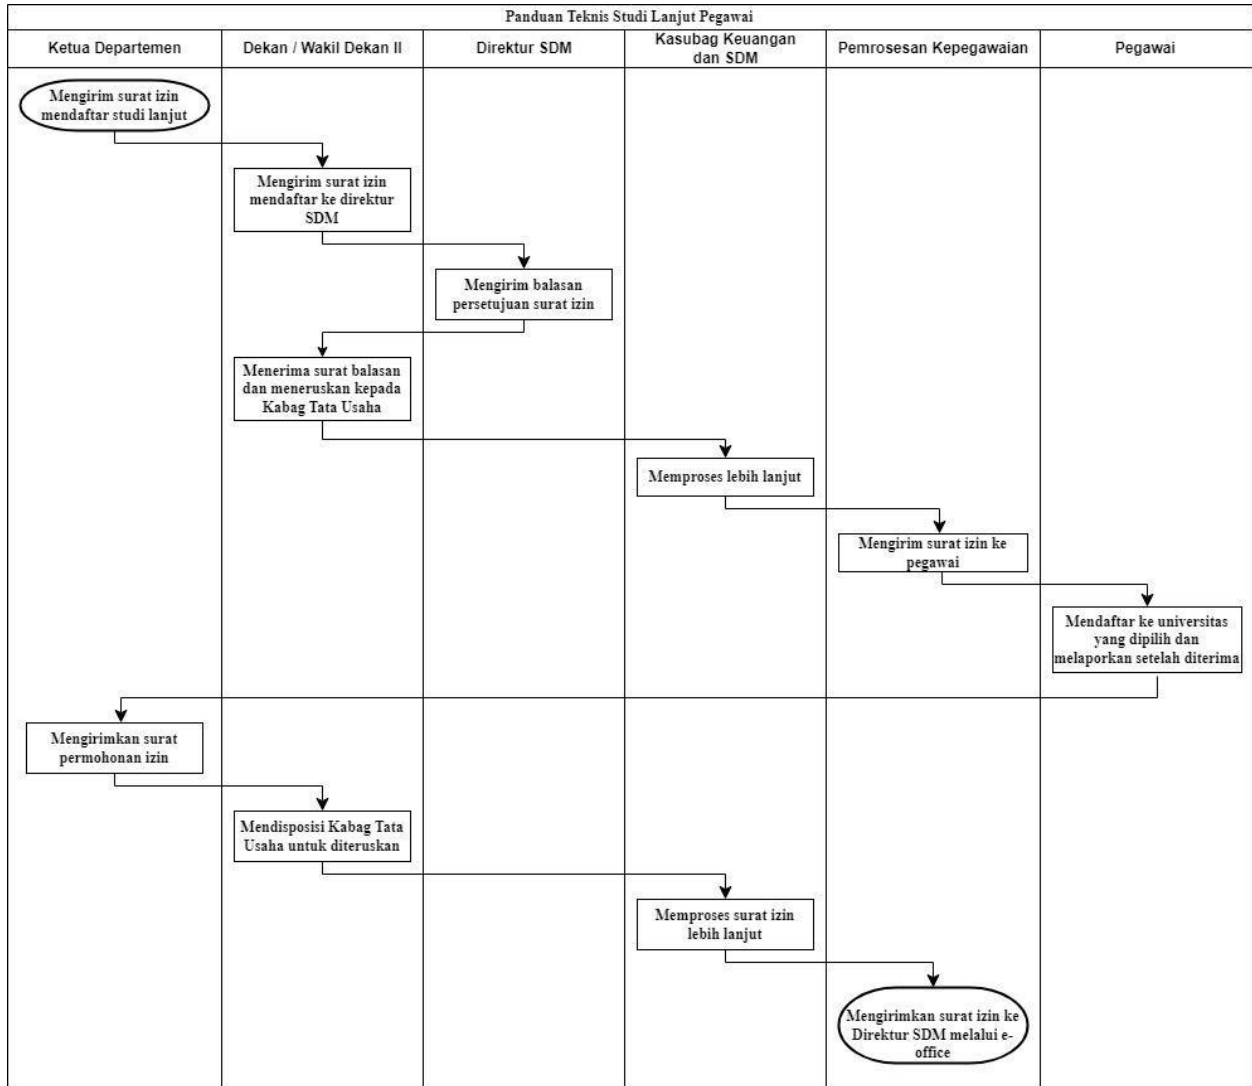 Panduan Teknis Studi Lanjut Pegawai
Ketua Departemen
Dekan / Wakil Dekan II
Direktur SDM
Kasubag Keuangan
dan SDM
Pemrosesan Kepegawaian
Pegawai
Mengirim surat izin
mendaftar studi lanjut
Mengirim surat izin
mendaftar ke direktur
SDM
Mengirim balasan
persetujuan surat izin
Menerima surat balasan
dan meneruskan kepada
Kabag Tata Usaha
Memproses lebih lanjut
Mengirim surat izin ke
pegawai
Mendaftar ke universitas
yang dipilih dan
melaporkan setelah diterima
Mengirimkan surat
permohonan izin
Mendisposisi Kabag Tata
Usaha untuk diteruskan
Memproses surat izin
lebih lanjut
Mengirimkan surat izin ke
Direktur SDM melalui e-
office